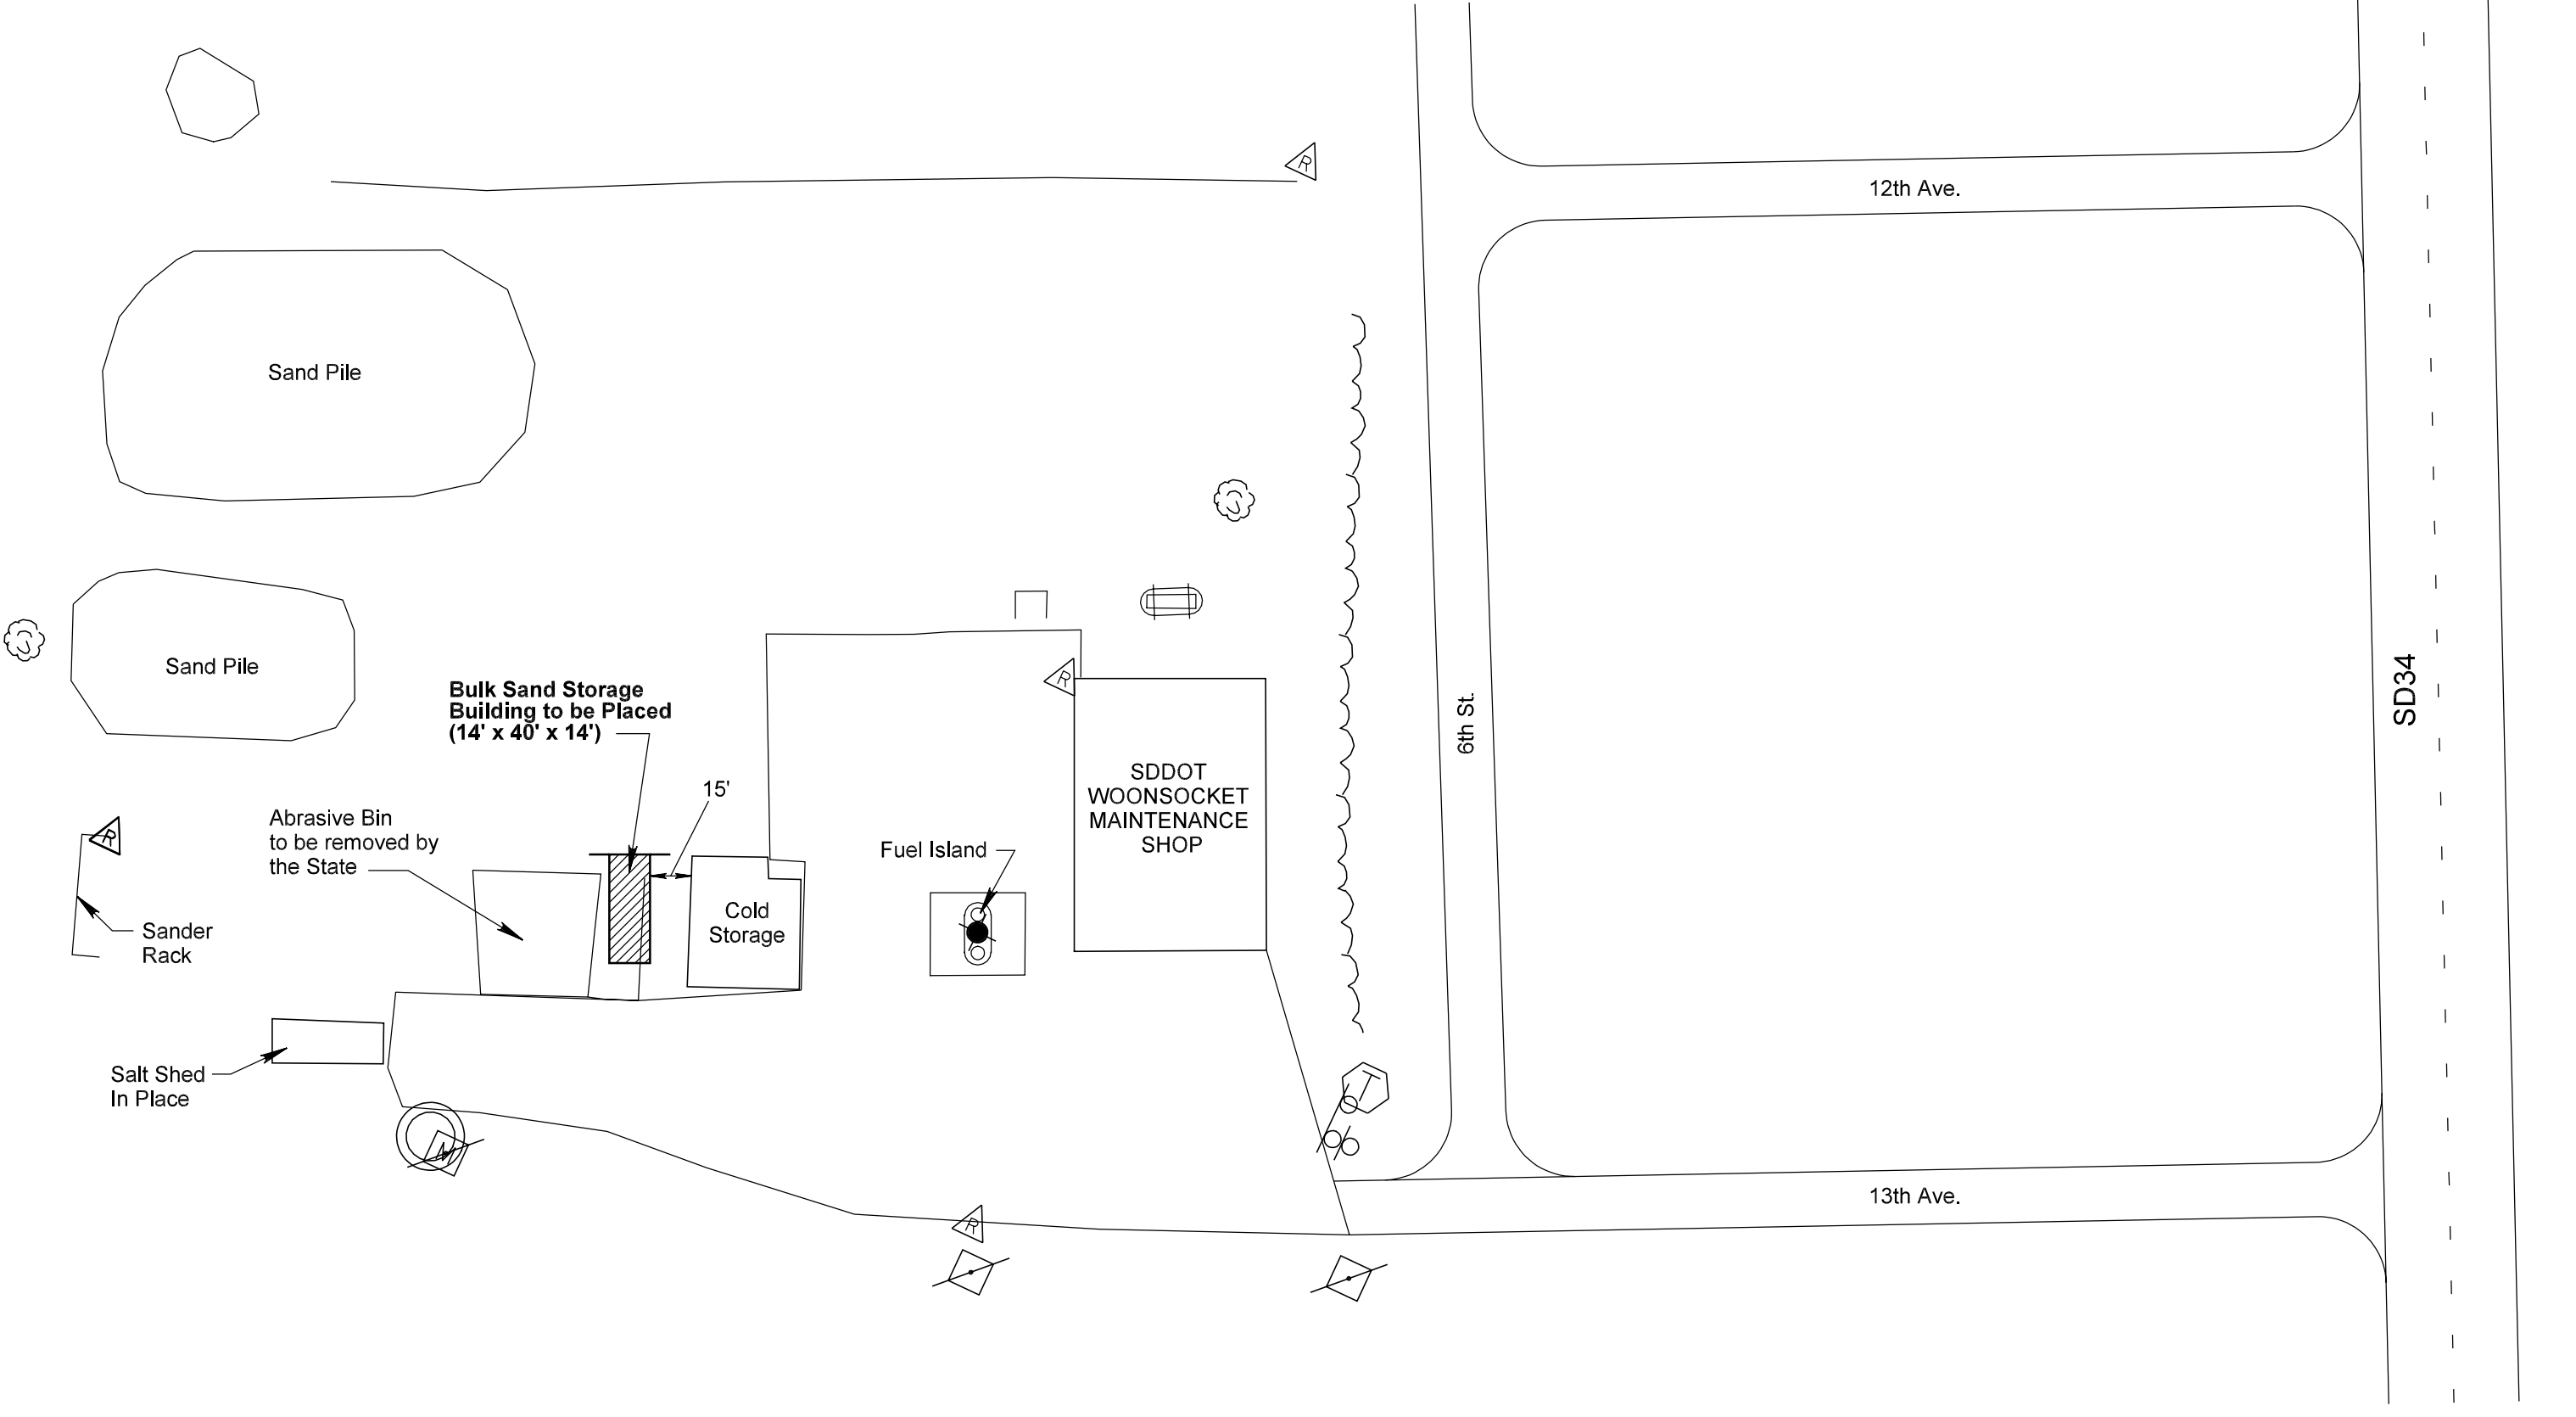 R
12th Ave.
Sand Pile
Sand Pile
Bulk Sand Storage
Building to be Placed
(14' x 40' x 14')
R
6th St.
SD34
SDDOT
WOONSOCKET
MAINTENANCE
SHOP
15'
Abrasive Bin
to be removed by
the State
R
Fuel Island
Cold
Storage
Sander
Rack
Salt Shed
In Place
T
W
13th Ave.
R